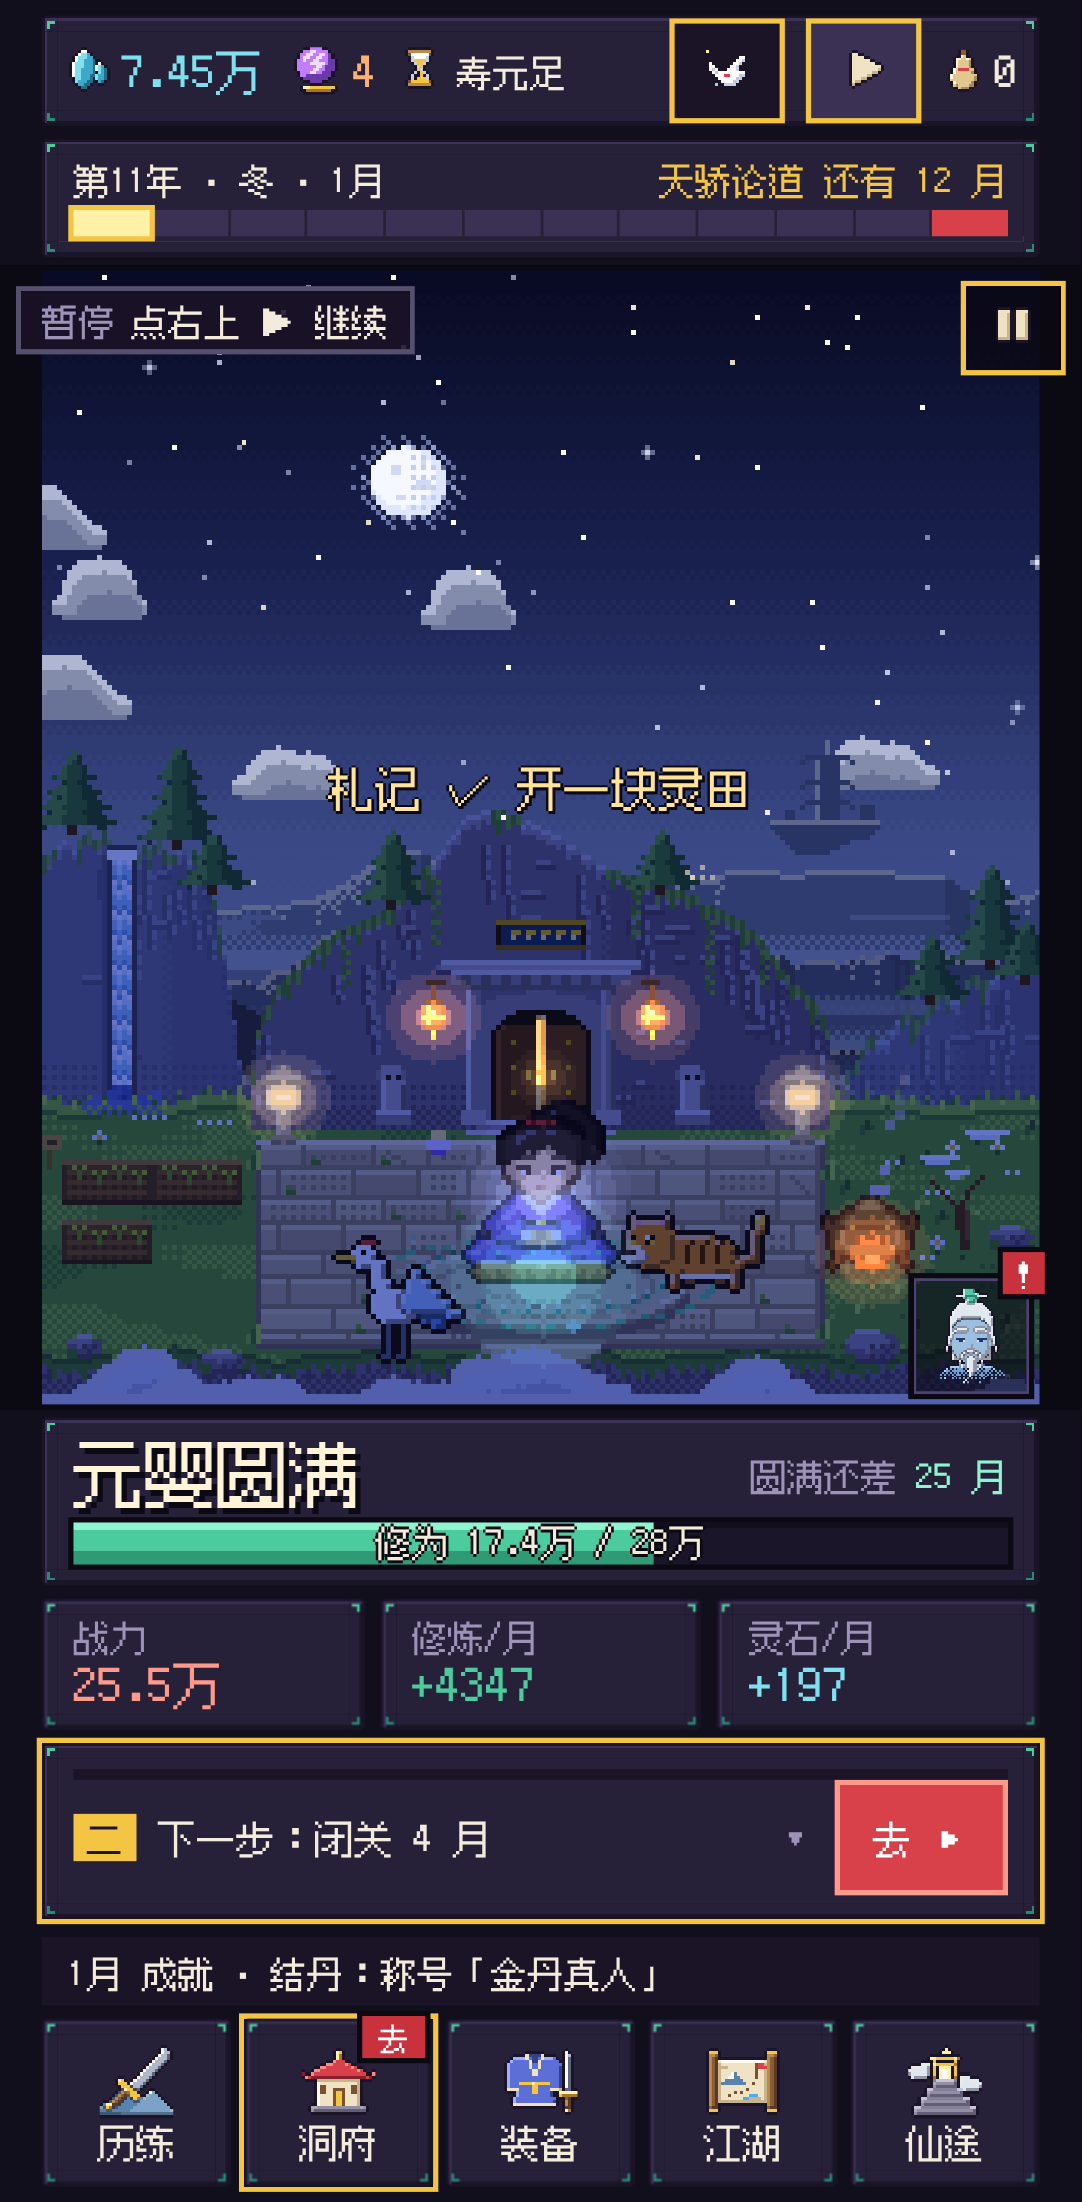 7.45万 4 寿元足 0
第11年 · 冬 · 1月 天骄论道 还有 12 月
暂停 点右上 ▶ 继续
札记 ✓ 开一块灵田
元婴圆满 圆满还差 25 月
修为 17.4万 / 28万
战力 修炼/月 灵石/月
25.5万 +4347 +197
二 下一步：闭关 4 月 ▼ 去 ▶
1月 成就 · 结丹：称号「金丹真人」
去
历练 洞府 装备 江湖 仙途